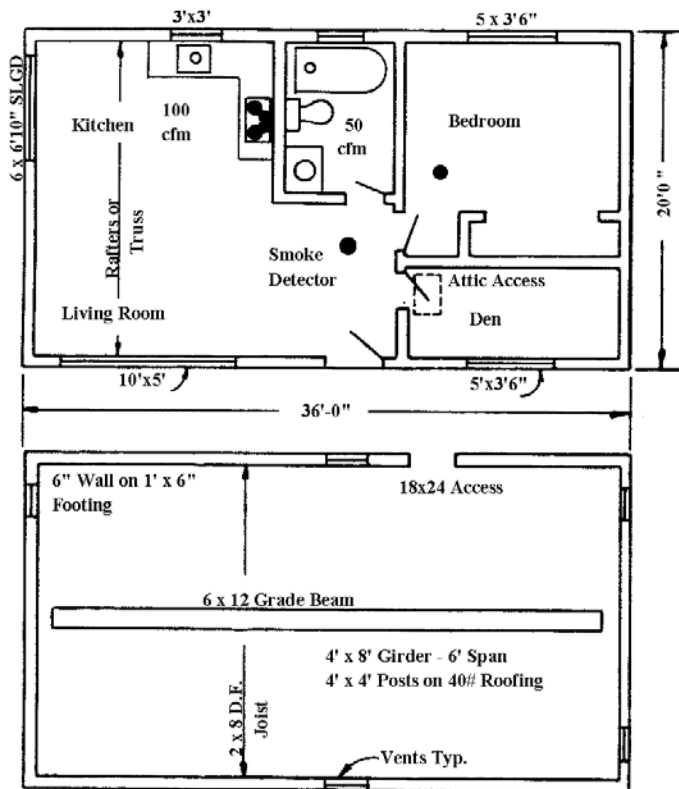 3'x3'
5 x 3'6"
6 x 6'10" SLGD
Kitchen
100
cfm
50
cfm
Bedroom
Rafters or
Truss
20'0"
Smoke
Detector
Attic Access
Living Room
Den
10'x5'
5'x3'6"
36'-0"
6" Wall on 1' x 6"
Footing
18x24 Access
6 x 12 Grade Beam
4' x 8' Girder - 6' Span
4' x 4' Posts on 40# Roofing
2 x 8 D.F.
Joist
Vents Typ.